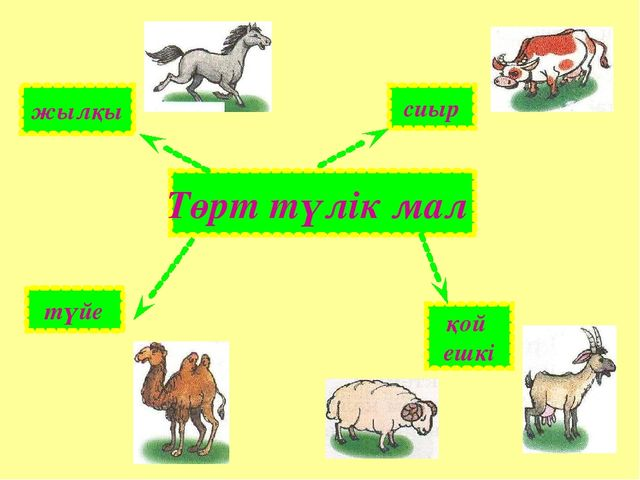 жылқы
сиыр
Төрт түлік мал
түйе
қой
ешкі